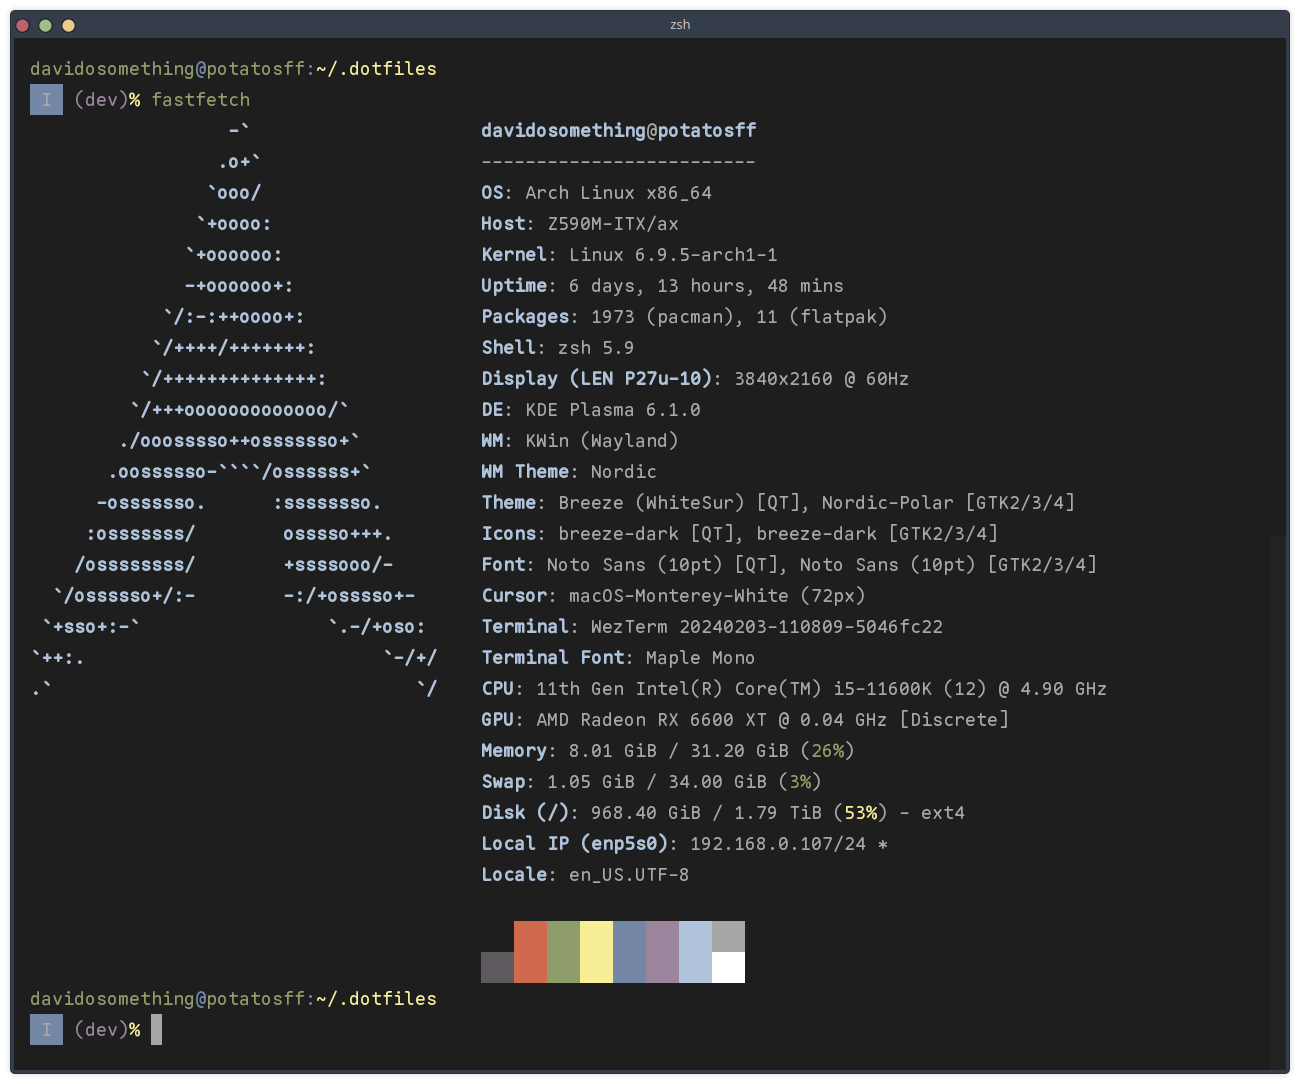 zsh
davidosomething@potatosff:~/.dotfiles
I (dev)% fastfetch
                  -`                     davidosomething@potatosff
                 .o+`                    -------------------------
                `ooo/                    OS: Arch Linux x86_64
               `+oooo:                   Host: Z590M-ITX/ax
              `+oooooo:                  Kernel: Linux 6.9.5-arch1-1
              -+oooooo+:                 Uptime: 6 days, 13 hours, 48 mins
            `/:-:++oooo+:                Packages: 1973 (pacman), 11 (flatpak)
           `/++++/+++++++:               Shell: zsh 5.9
          `/++++++++++++++:              Display (LEN P27u-10): 3840x2160 @ 60Hz
         `/+++ooooooooooooo/`            DE: KDE Plasma 6.1.0
        ./ooosssso++osssssso+`           WM: KWin (Wayland)
       .oossssso-````/ossssss+`          WM Theme: Nordic
      -osssssso.      :ssssssso.         Theme: Breeze (WhiteSur) [QT], Nordic-Polar [GTK2/3/4]
     :osssssss/        osssso+++.        Icons: breeze-dark [QT], breeze-dark [GTK2/3/4]
    /ossssssss/        +ssssooo/-        Font: Noto Sans (10pt) [QT], Noto Sans (10pt) [GTK2/3/4]
  `/ossssso+/:-        -:/+osssso+-      Cursor: macOS-Monterey-White (72px)
 `+sso+:-`                 `.-/+oso:     Terminal: WezTerm 20240203-110809-5046fc22
`++:.                           `-/+/    Terminal Font: Maple Mono
.`                                 `/    CPU: 11th Gen Intel(R) Core(TM) i5-11600K (12) @ 4.90 GHz
GPU: AMD Radeon RX 6600 XT @ 0.04 GHz [Discrete]
Memory: 8.01 GiB / 31.20 GiB (26%)
Swap: 1.05 GiB / 34.00 GiB (3%)
Disk (/): 968.40 GiB / 1.79 TiB (53%) - ext4
Local IP (enp5s0): 192.168.0.107/24 *
Locale: en_US.UTF-8
davidosomething@potatosff:~/.dotfiles
I (dev)%